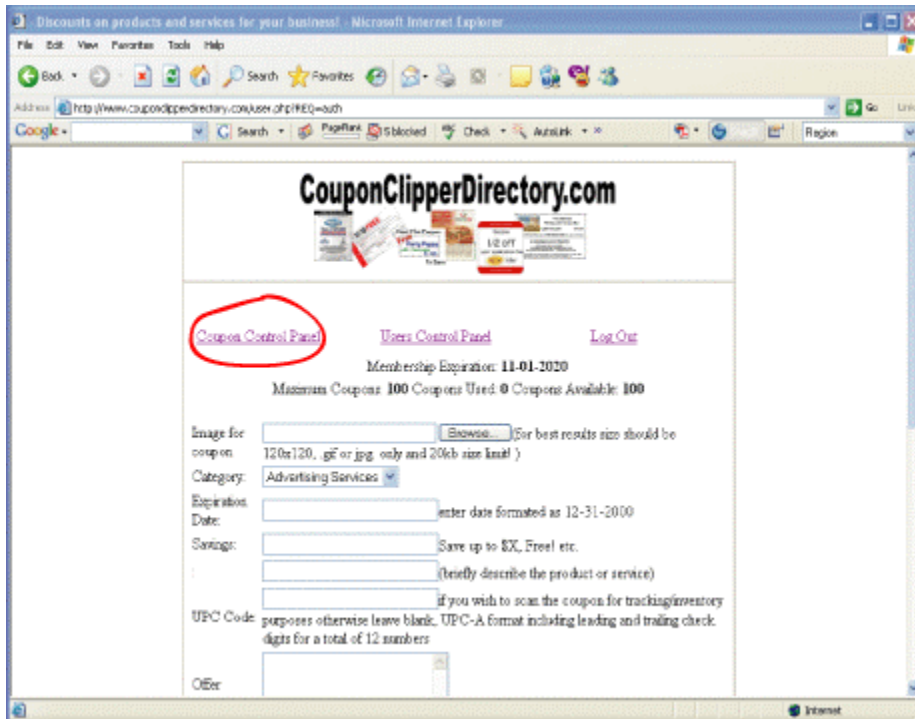 Discounts on products and services for your business! - Microsoft Internet Explorer
File Edit View Favorites Tools Help
Back Search Favorites
Address http://www.couponclipperdirectory.com/user.php?REQ=auth Go
Google Search PageRank 5 blocked Check AutoLink Region
CouponClipperDirectory.com
1/2 OFF
Coupon Control Panel Users Control Panel Log Out
Membership Expiration: 11-01-2020
Maximum Coupons: 100 Coupons Used: 0 Coupons Available: 100
Image for coupon Browse... (for best results size should be
120x120, .gif or jpg. only and 20kb size limit! )
Category: Advertising Services
Expiration Date: enter date formated as 12-31-2000
Savings: Save up to $X, Free! etc.
: (briefly describe the product or service)
if you wish to scan the coupon for tracking/inventory
UPC Code purposes otherwise leave blank, UPC-A format including leading and trailing check
digits for a total of 12 numbers
Offer
Internet